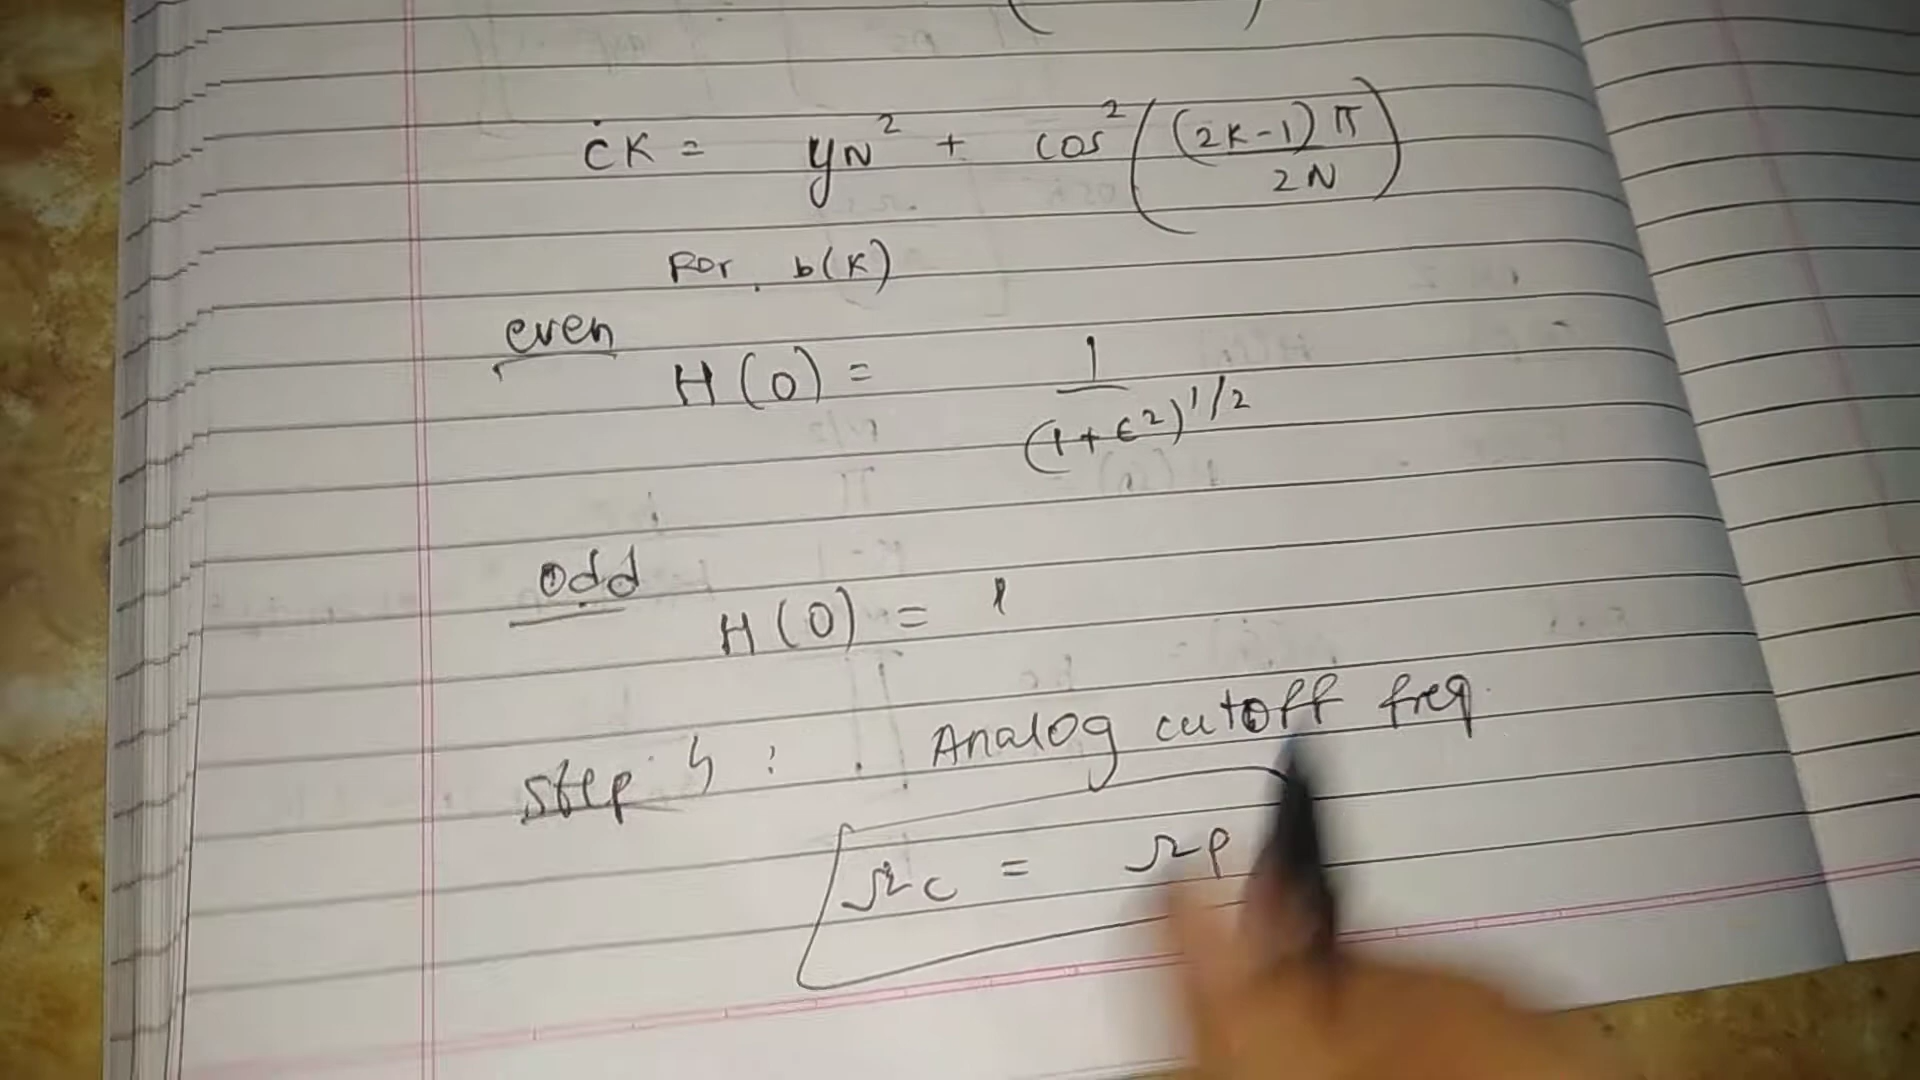 CK = yN² + cos²((2K-1)π / 2N)
For b(K)
even
H(0) = 1 / (1+ϵ²)^1/2
odd
H(0) = 1
step 4 : Analog cutoff freq.
Ωc = Ωp